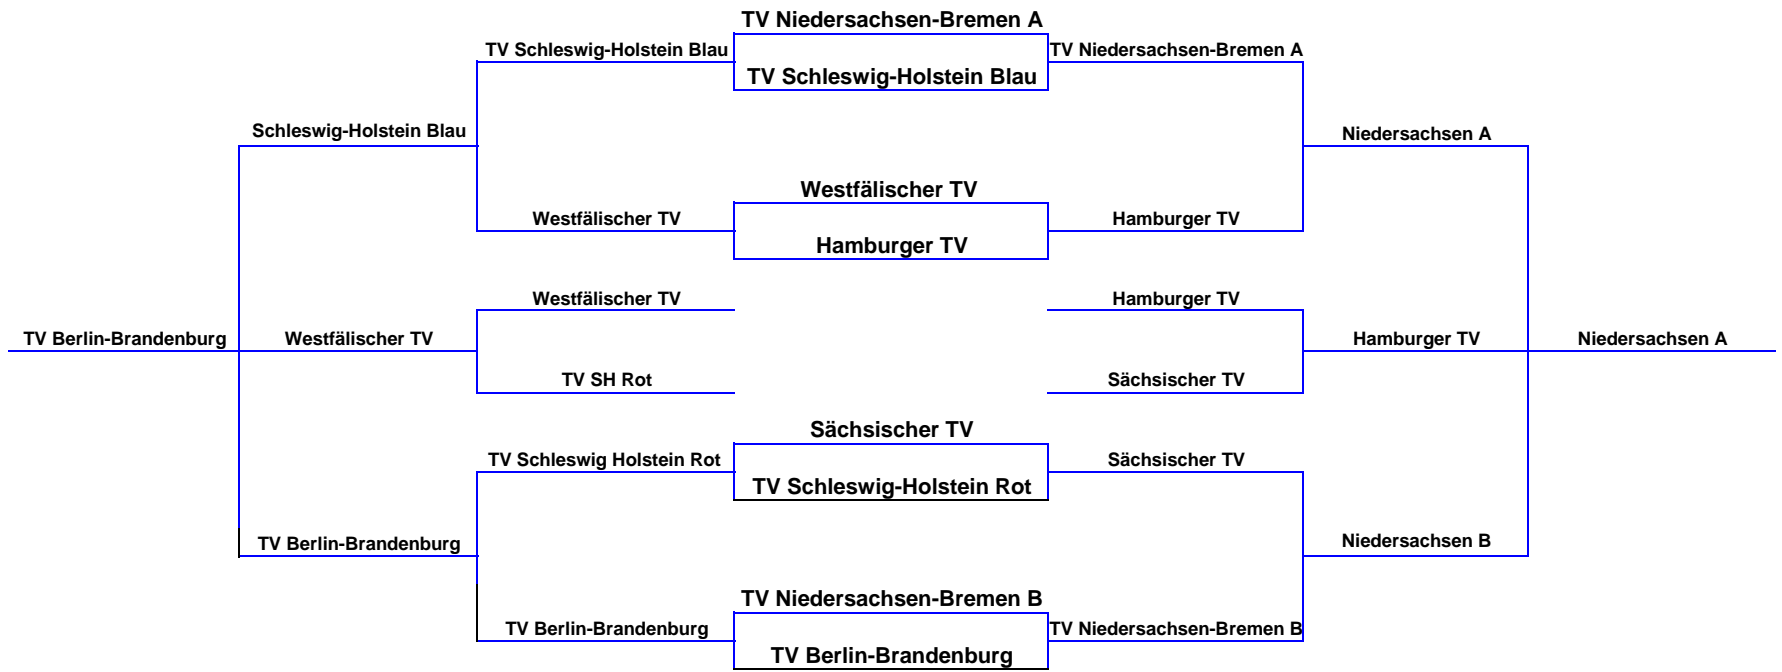 TV Niedersachsen-Bremen A
TV Schleswig-Holstein Blau
TV Niedersachsen-Bremen A
TV Schleswig-Holstein Blau
Schleswig-Holstein Blau
Niedersachsen A
Westfälischer TV
Westfälischer TV
Hamburger TV
Hamburger TV
Westfälischer TV
Hamburger TV
TV Berlin-Brandenburg
Westfälischer TV
Hamburger TV
Niedersachsen A
TV SH Rot
Sächsischer TV
Sächsischer TV
TV Schleswig Holstein Rot
Sächsischer TV
TV Schleswig-Holstein Rot
TV Berlin-Brandenburg
Niedersachsen B
TV Niedersachsen-Bremen B
TV Berlin-Brandenburg
TV Niedersachsen-Bremen B
TV Berlin-Brandenburg